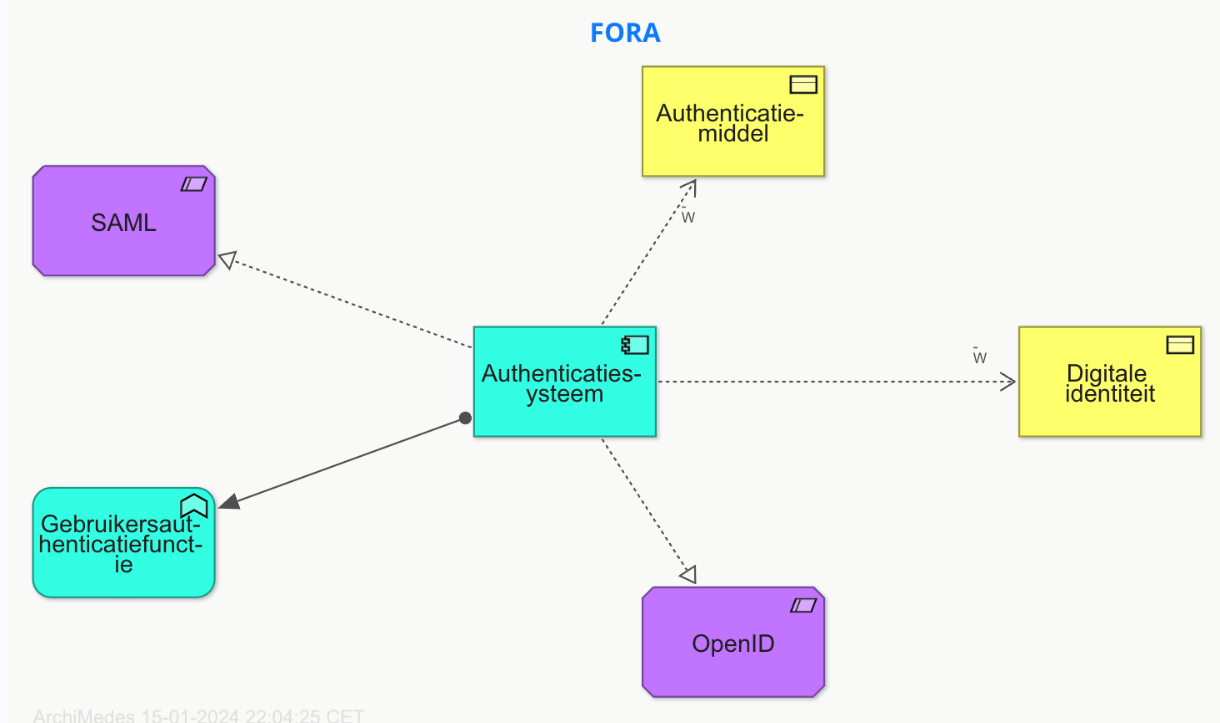 FORA
Authenticatie-
middel
w
SAML
Authenticaties-
ysteem
w
Digitale
identiteit
Gebruikersaut-
henticatiefunct-
ie
OpenID
ArchiMedes 15-01-2024 22:04:25 CET